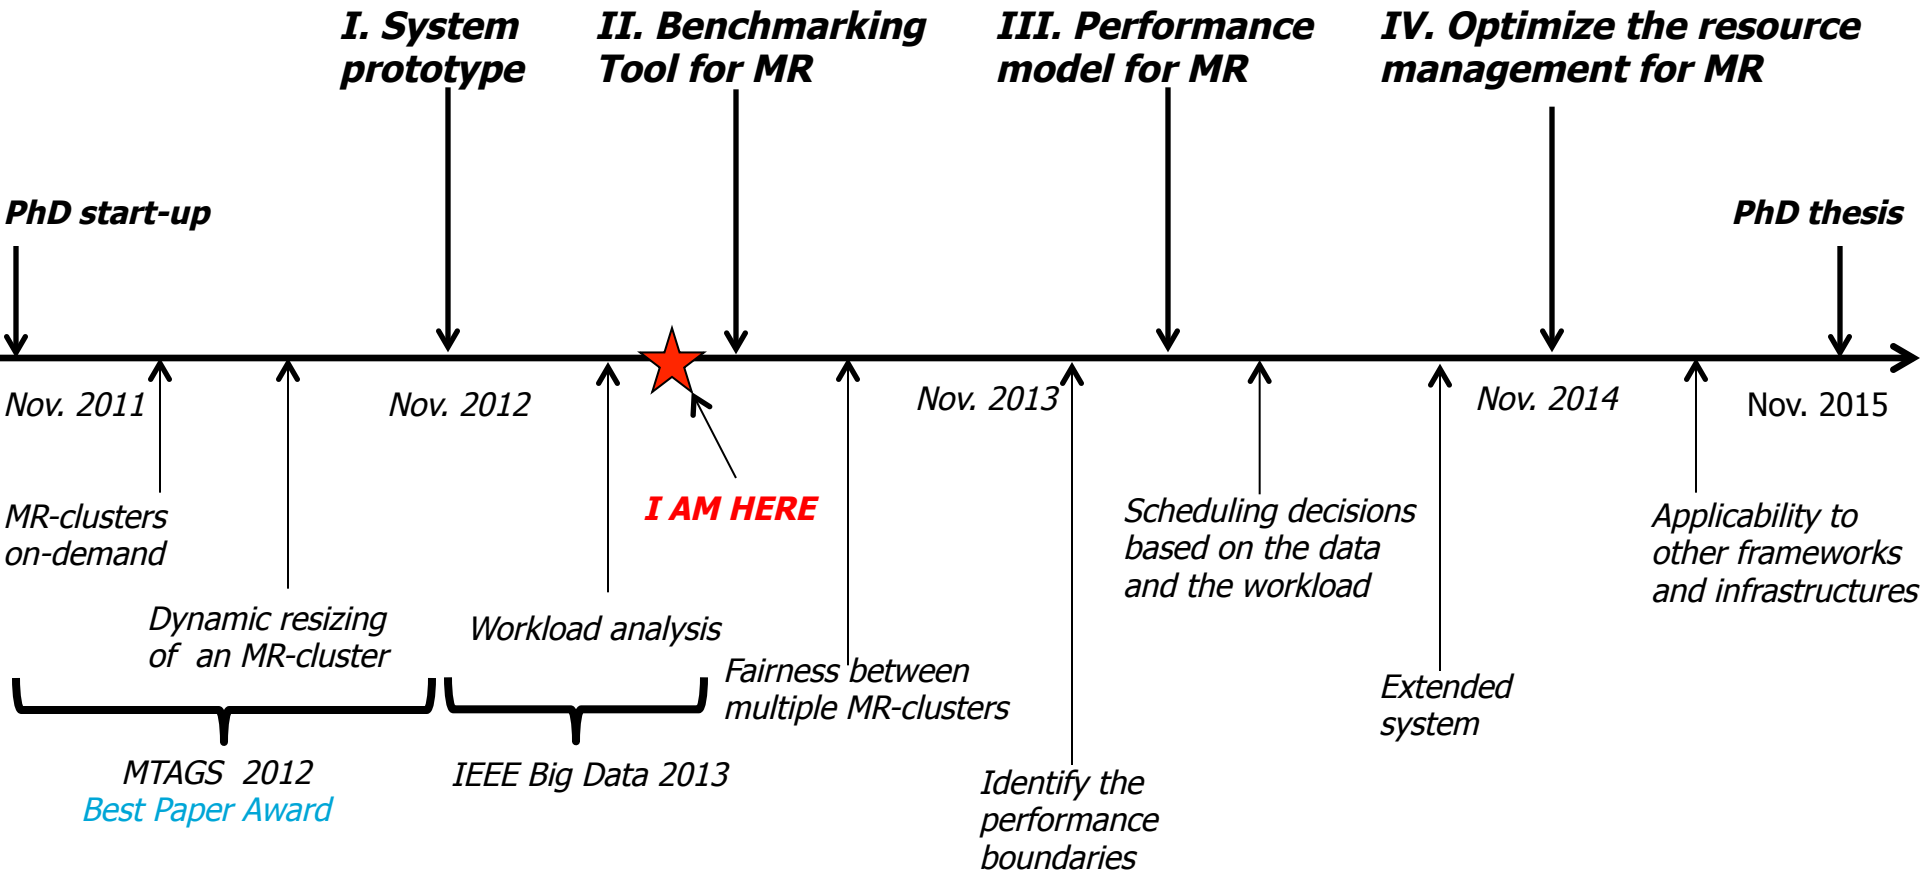 I. System
prototype
II. Benchmarking
Tool for MR
III. Performance
model for MR
IV. Optimize the resource
management for MR
PhD start-up
PhD thesis
Nov. 2011
Nov. 2012
Nov. 2013
Nov. 2014
Nov. 2015
MR-clusters
on-demand
Dynamic resizing
of an MR-cluster
Workload analysis
I AM HERE
Fairness between
multiple MR-clusters
Identify the
performance
boundaries
Scheduling decisions
based on the data
and the workload
Extended
system
Applicability to
other frameworks
and infrastructures
MTAGS 2012
Best Paper Award
IEEE Big Data 2013